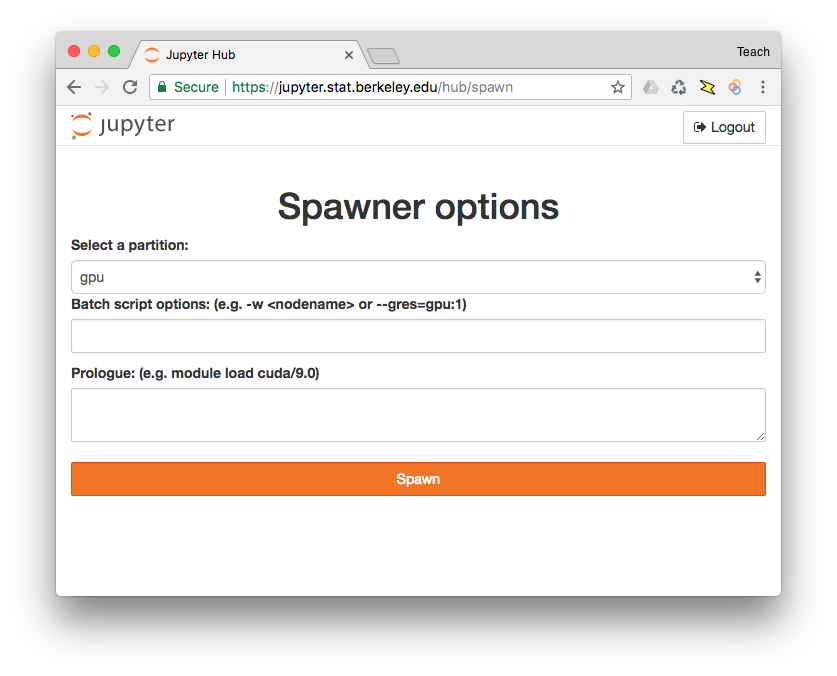 Jupyter Hub
Teach
Secure https://jupyter.stat.berkeley.edu/hub/spawn
jupyter
Logout
Spawner options
Select a partition:
gpu
Batch script options: (e.g. -w <nodename> or --gres=gpu:1)
Prologue: (e.g. module load cuda/9.0)
Spawn